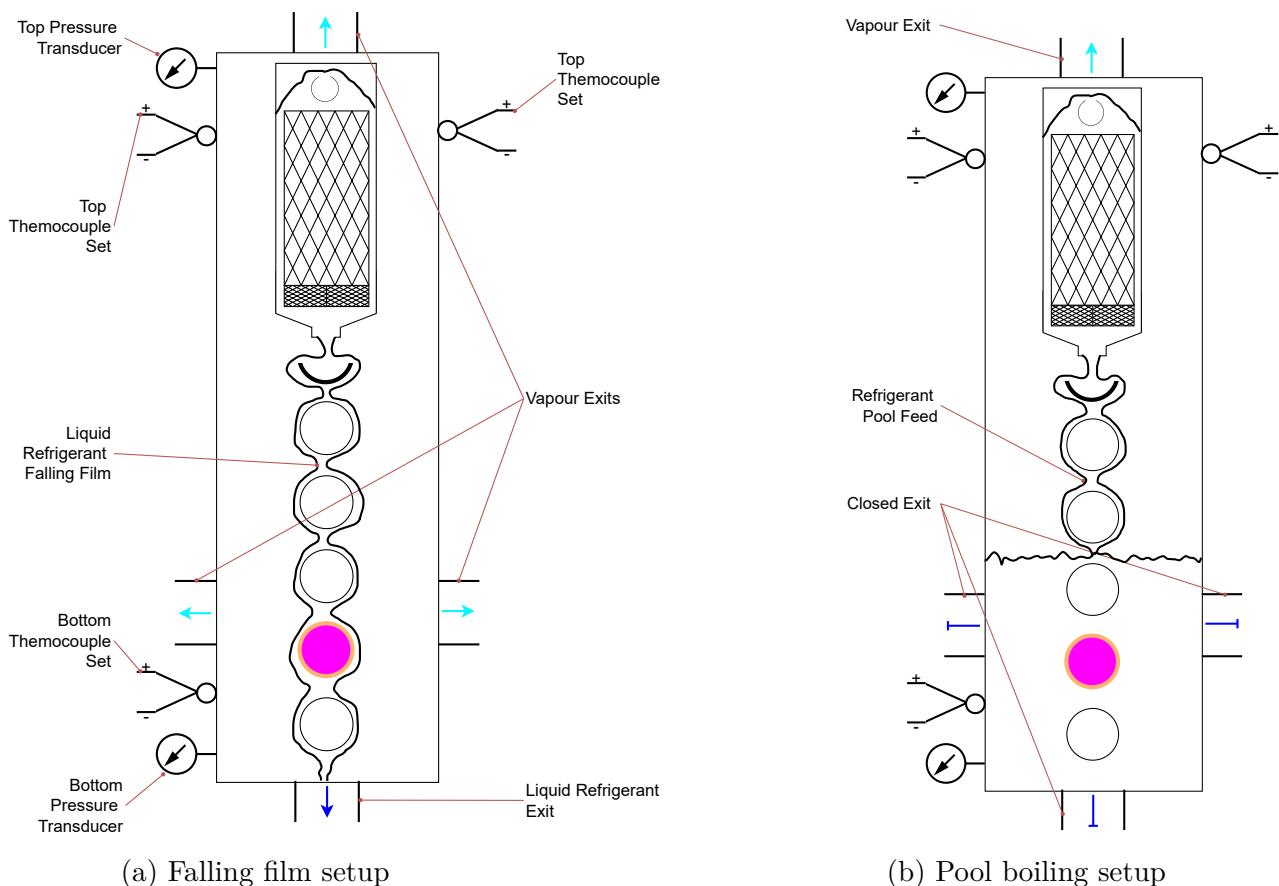 Top Pressure
Transducer
+
-
Top
Themocouple
Set
+
-
Top
Themocouple
Set
Liquid
Refrigerant
Falling Film
Vapour Exits
Bottom
Themocouple
Set
+
-
Bottom
Pressure
Transducer
Liquid Refrigerant
Exit
(a) Falling film setup
Vapour Exit
+
-
+
-
Refrigerant
Pool Feed
Closed Exit
+
-
(b) Pool boiling setup